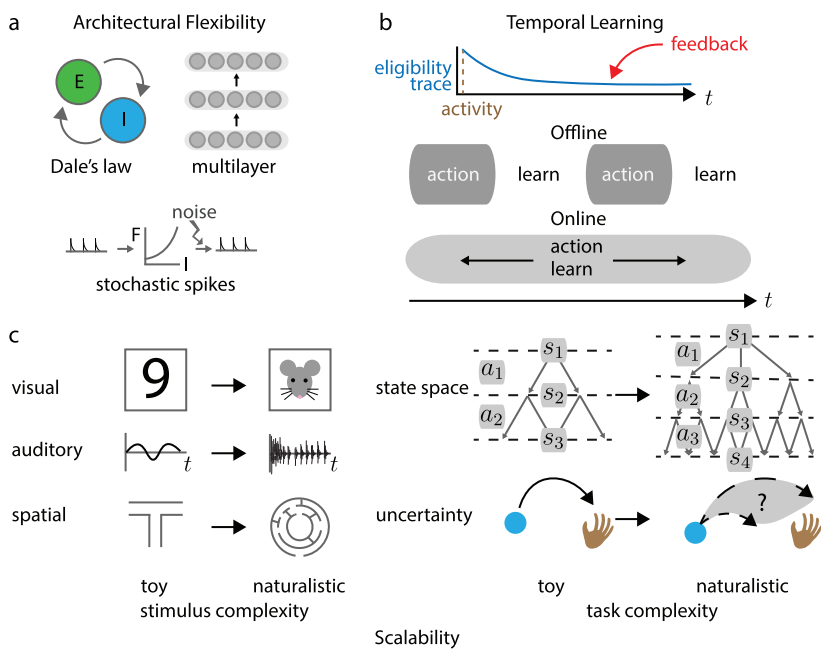 a
Architectural Flexibility
E
I
Dale's law
multilayer
noise
F
I
stochastic spikes
b
Temporal Learning
feedback
eligibility
trace
t
activity
Offline
action
learn
action
learn
Online
action
learn
t
c
visual
9
auditory
t
t
spatial
toy
naturalistic
stimulus complexity
state space
s1
a1
s2
a2
s3
s1
a1
s2
a2
s3
a3
s4
uncertainty
?
toy
naturalistic
task complexity
Scalability